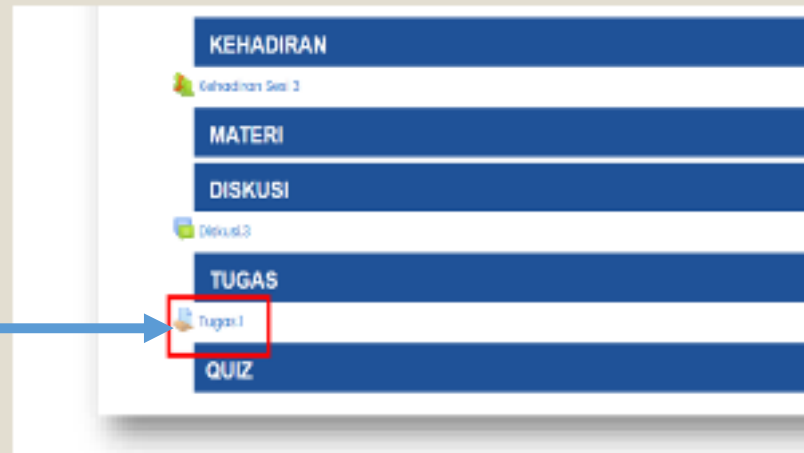 KEHADIRAN
Kehadiran Sesi 3
MATERI
DISKUSI
Diskusi.3
TUGAS
Tugas.1
QUIZ